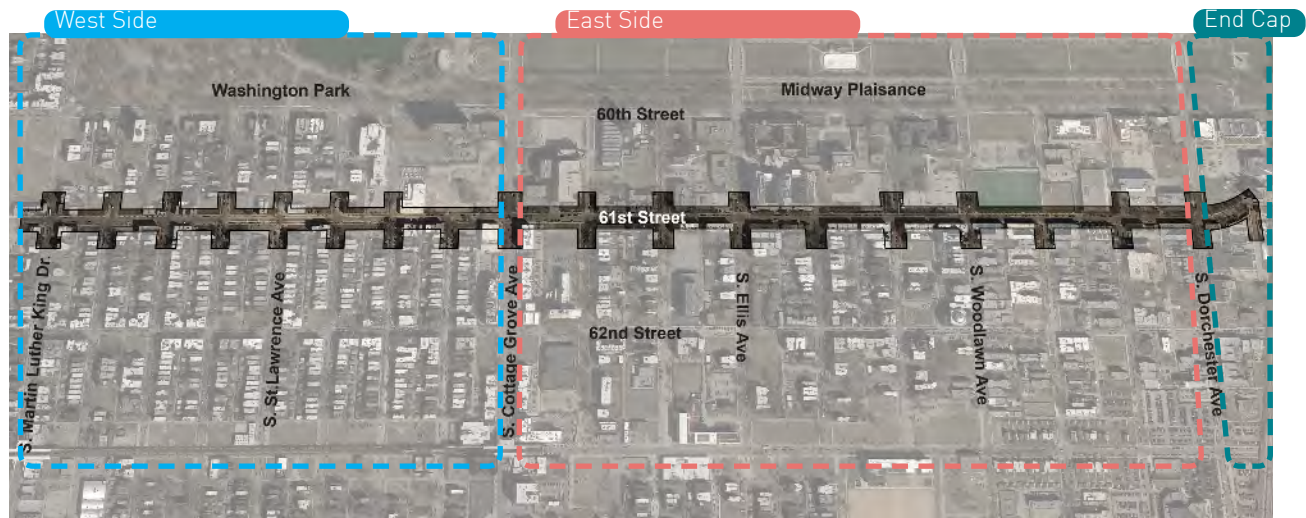 West Side
East Side
End Cap
Washington Park
Midway Plaisance
60th Street
61st Street
62nd Street
S. Martin Luther King Dr.
S. St.Lawrence Ave
S. Cottage Grove Ave
S. Ellis Ave
S. Woodlawn Ave
S. Dorchester Ave